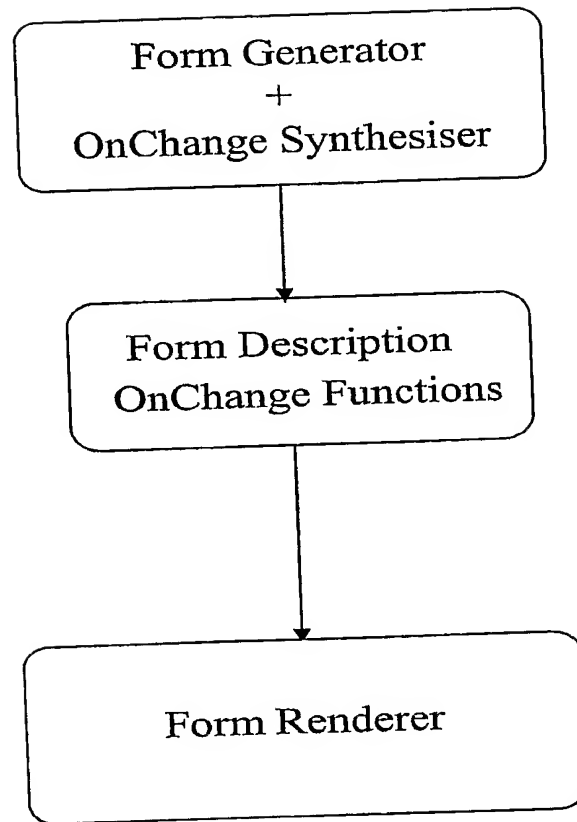 Form Generator
+
OnChange Synthesiser
Form Description
OnChange Functions
Form Renderer